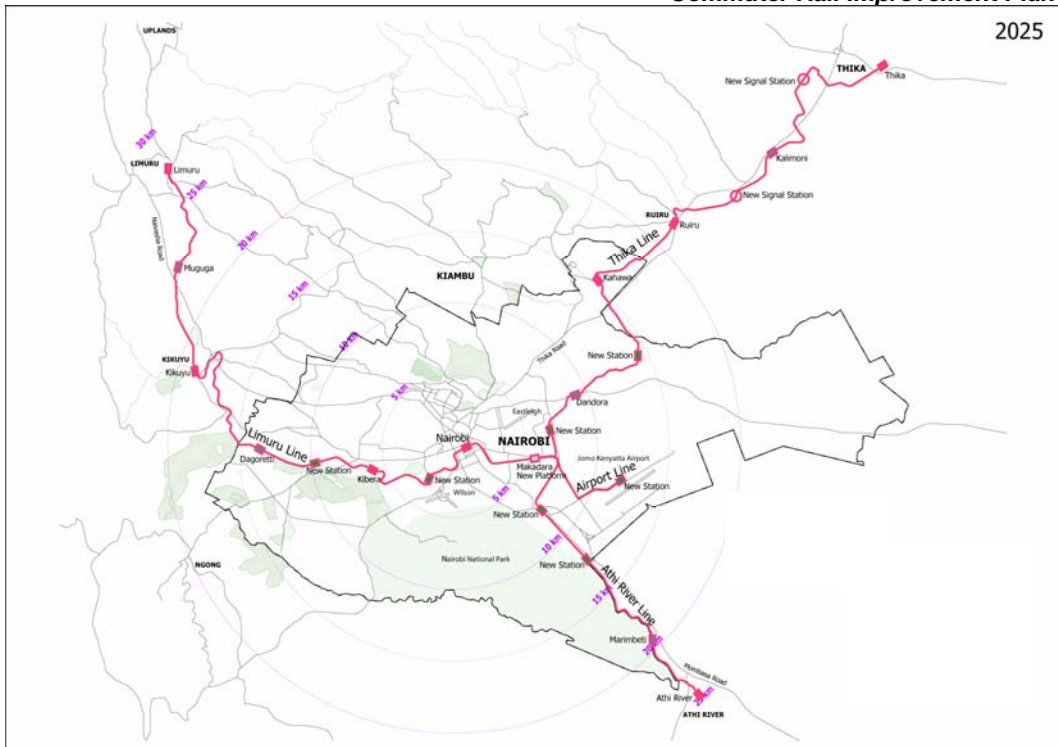 Commuter Rail Improvement Plan
2025
UPLANDS
THIKA
Thika
New Signal Station
30 km
Kalimoni
LIMURU
Limuru
25 km
New Signal Station
Naivasha Road
20 km
RUIRU
Ruiru
Thika Line
Muguga
KIAMBU
Kahawa
15 km
10 km
Thika Road
New Station
KIKUYU
Kikuyu
5 km
Dandora
Eastleigh
New Station
Limuru Line
Nairobi
NAIROBI
Dagoretti
New Station
Kibera
New Station
Makadara
New Platform
Jomo Kenyatta Airport
Airport Line
New Station
Wilson
5 km
New Station
10 km
Nairobi National Park
New Station
NGONG
Athi River Line
15 km
Marimbeti
20 km
Mombasa Road
Athi River
25 km
ATHI RIVER